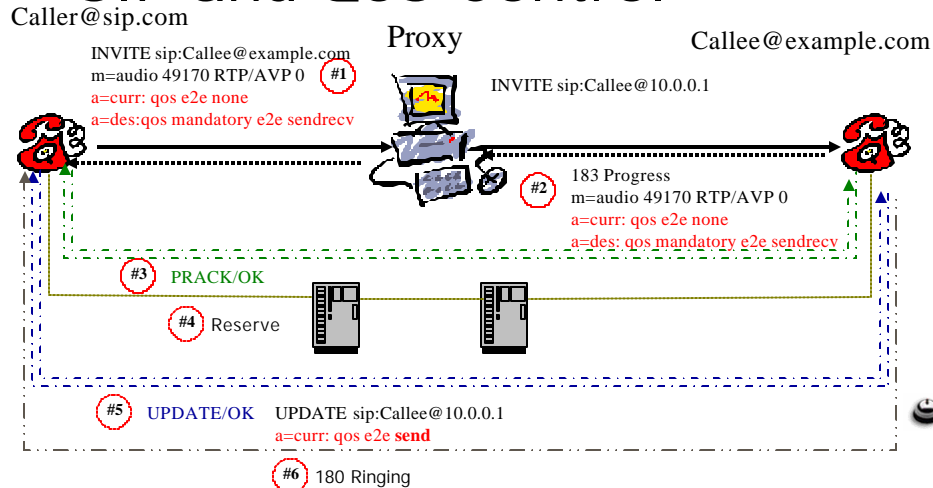 Caller@sip.com
Proxy
Callee@example.com
INVITE sip:Callee@example.com
m=audio 49170 RTP/AVP 0
#1
a=curr: qos e2e none
a=des:qos mandatory e2e sendrecv
INVITE sip:Callee@10.0.0.1
#2
183 Progress
m=audio 49170 RTP/AVP 0
a=curr: qos e2e none
a=des: qos mandatory e2e sendrecv
#3 PRACK/OK
#4 Reserve
#5 UPDATE/OK UPDATE sip:Callee@10.0.0.1
a=curr: qos e2e send
#6 180 Ringing